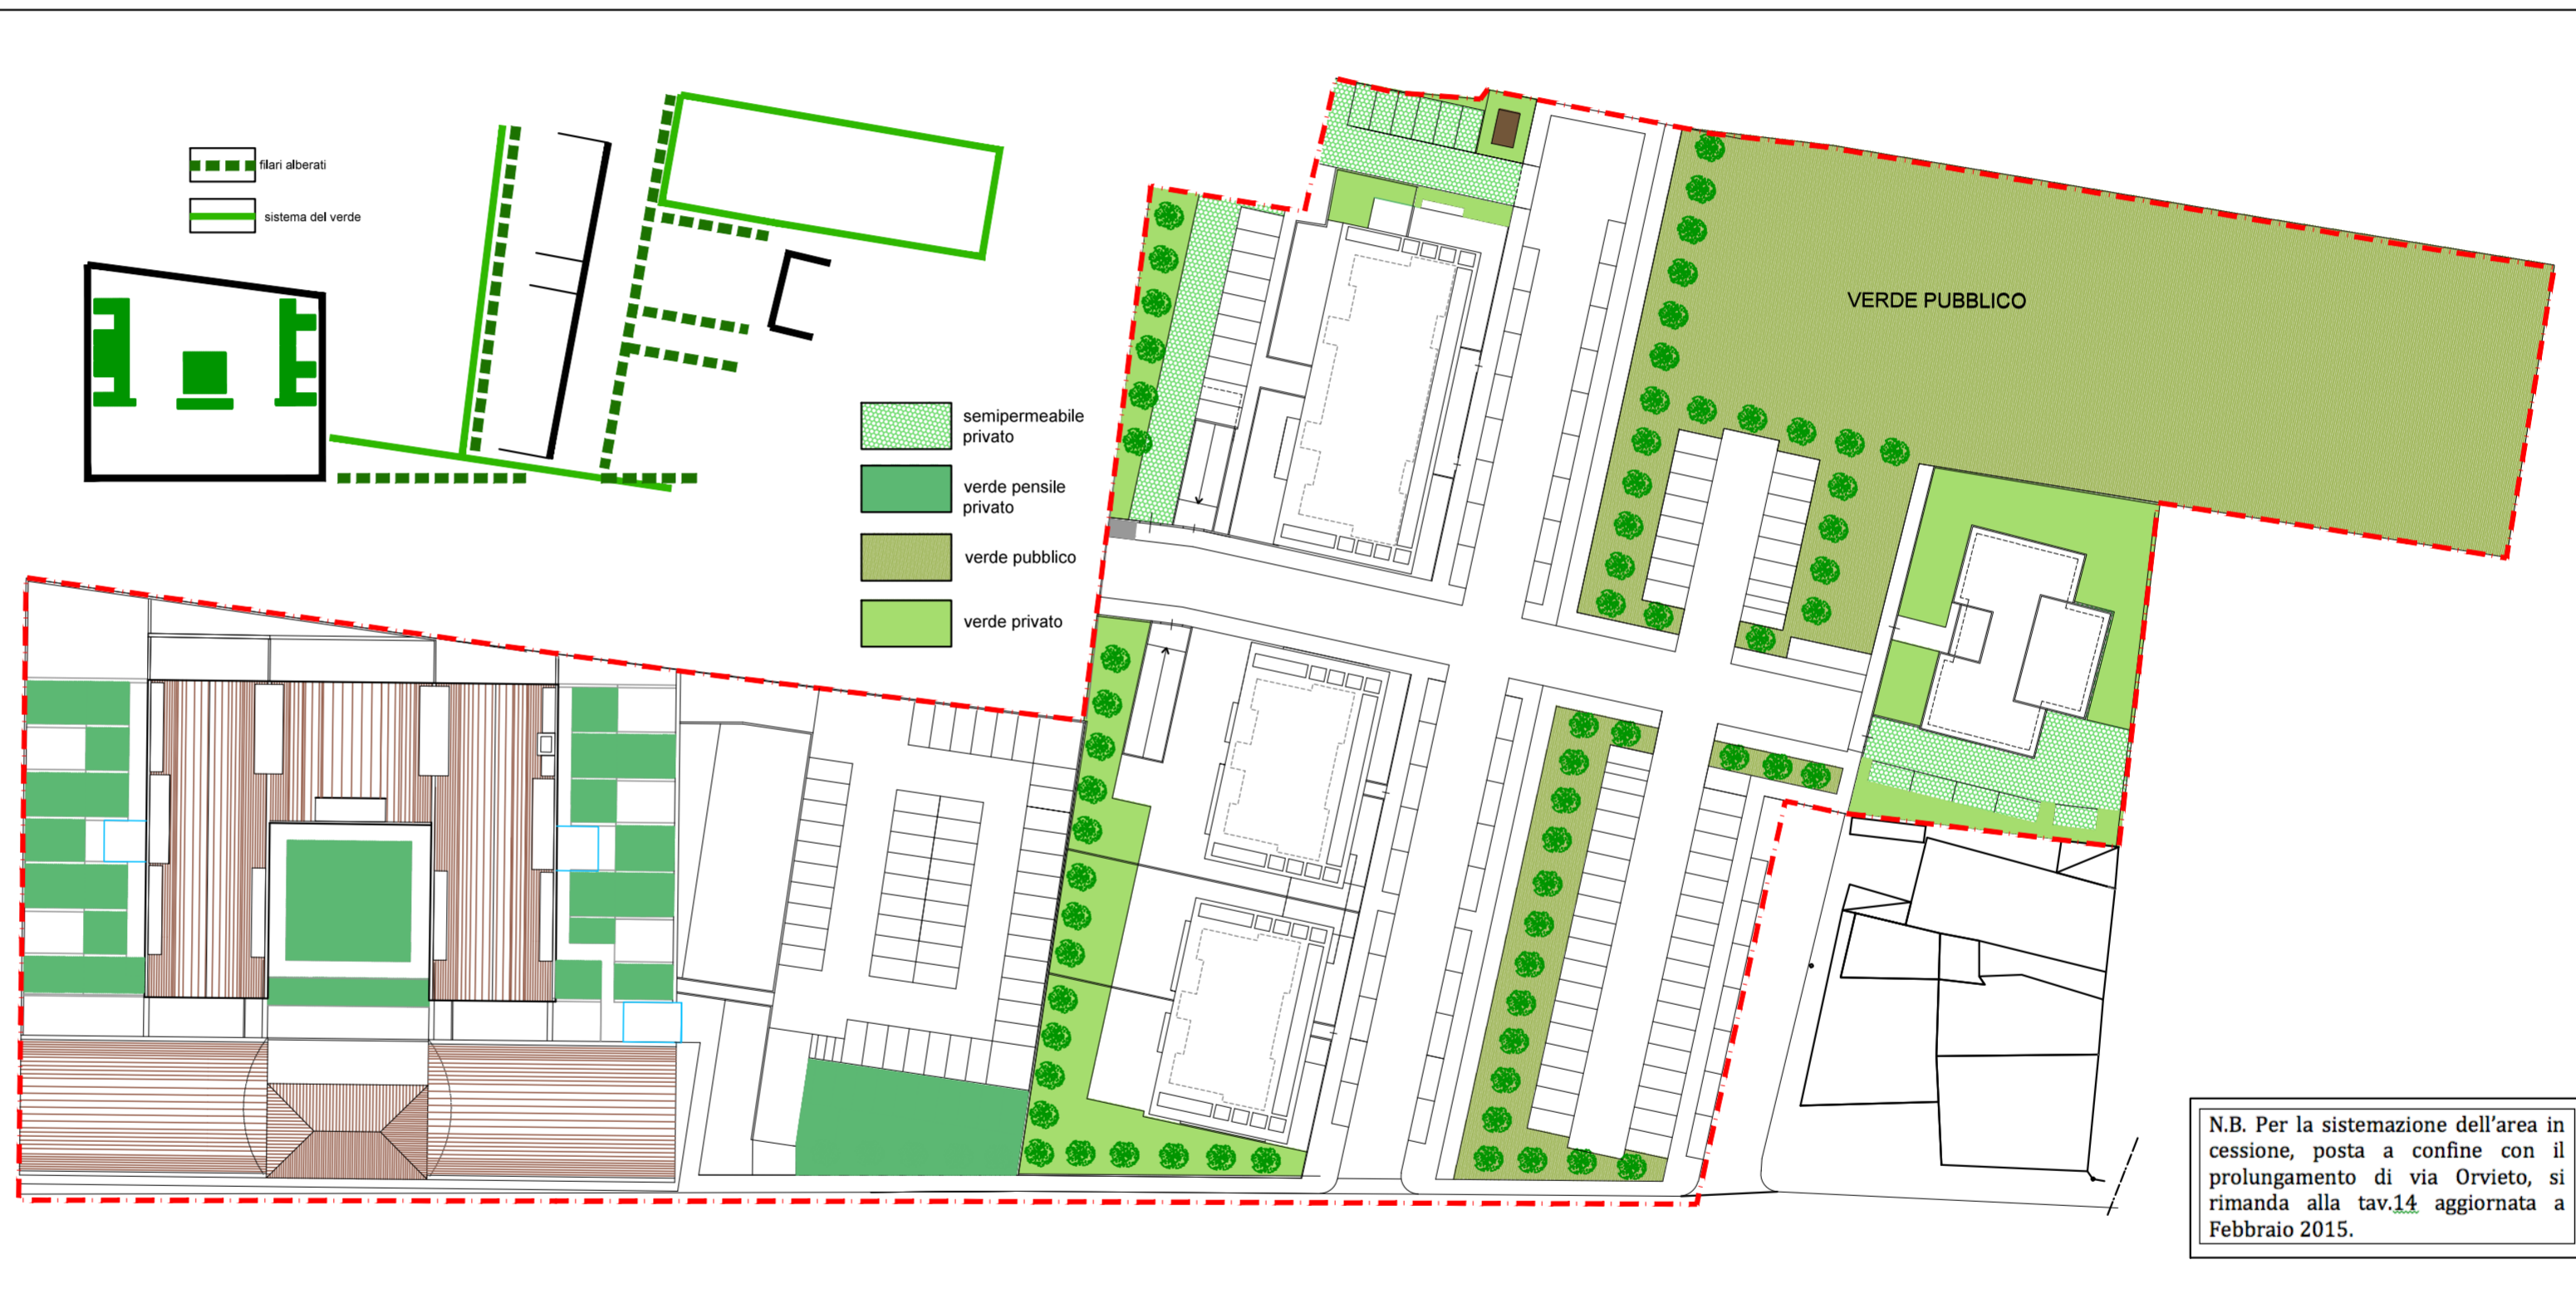 filari alberati
sistema del verde
semipermeabile
privato
verde pensile
privato
verde pubblico
verde privato
VERDE PUBBLICO
N.B. Per la sistemazione dell’area in
cessione, posta a confine con il
prolungamento di via Orvieto, si
rimanda alla tav.14 aggiornata a
Febbraio 2015.